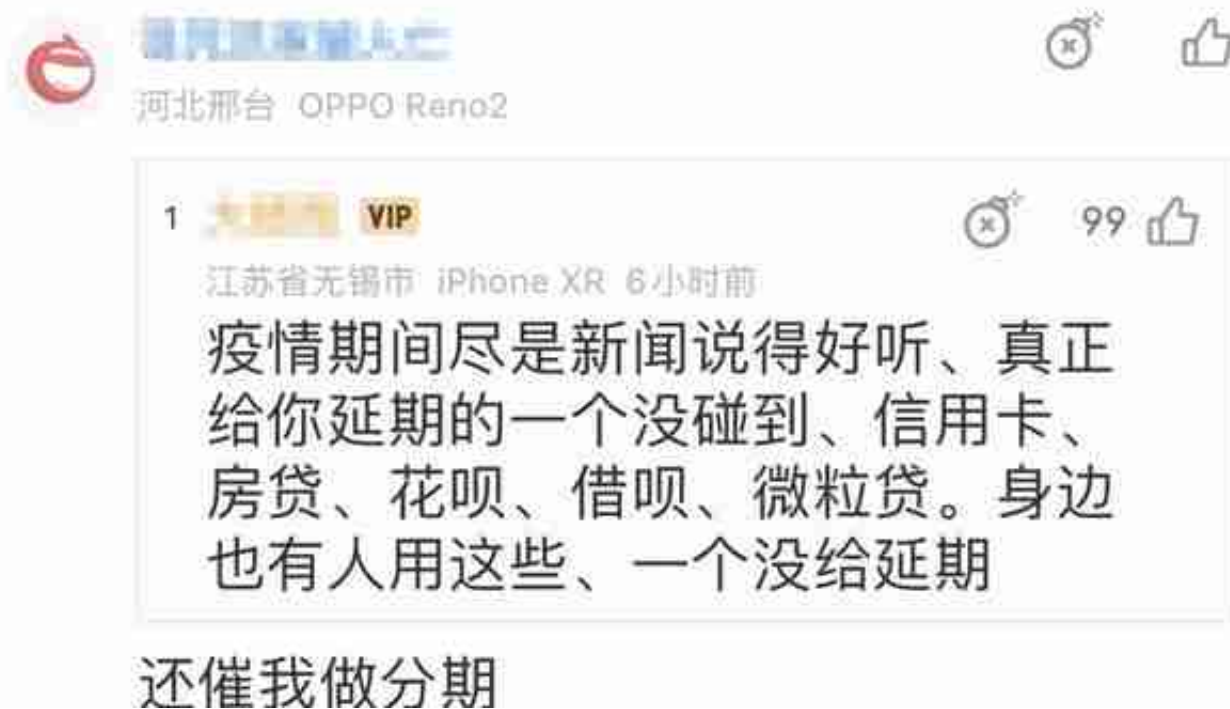 河北邢台 OPPO Reno2
1 VIP 99
江苏省无锡市 iPhone XR 6小时前
疫情期间尽是新闻说得好听、真正
给你延期的一个没碰到、信用卡、
房贷、花呗、借呗、微粒贷。身边
也有人用这些、一个没给延期
还催我做分期